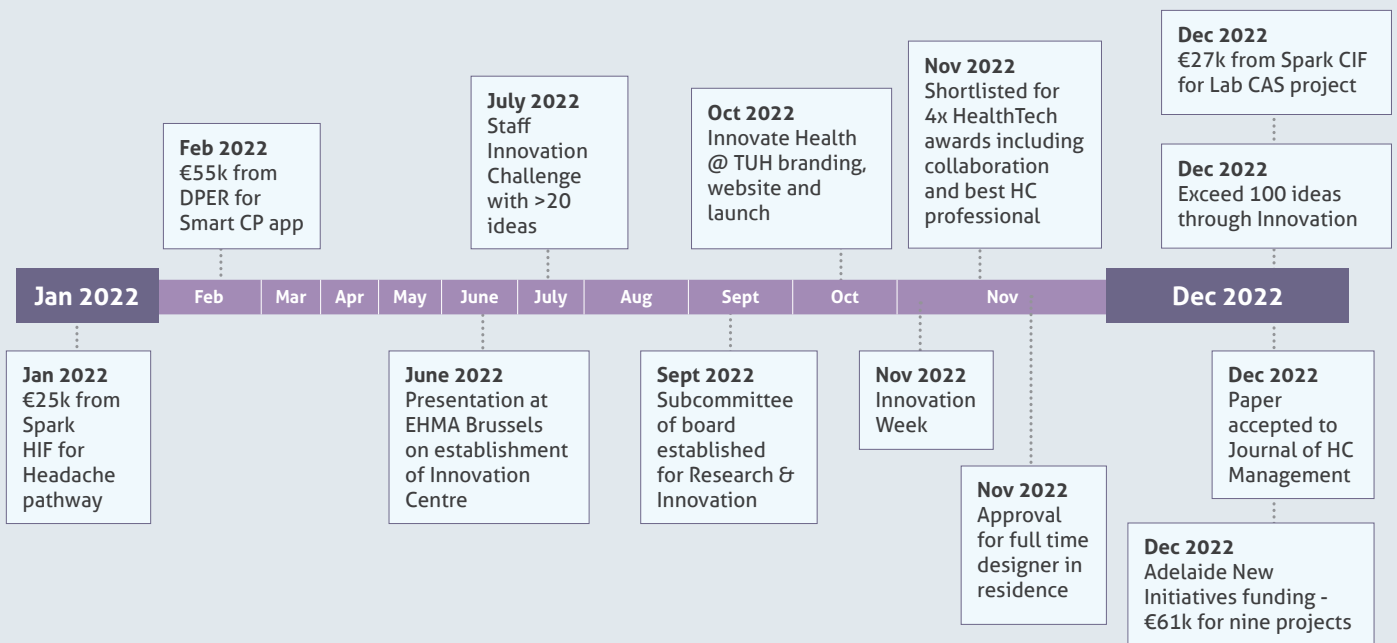 Dec 2022
€27k from Spark CIF
for Lab CAS project
Nov 2022
Shortlisted for
4x HealthTech
awards including
collaboration
and best HC
professional
July 2022
Staff
Innovation
Challenge
with >20
ideas
Oct 2022
Innovate Health
@ TUH branding,
website and
launch
Feb 2022
€55k from
DPER for
Smart CP app
Dec 2022
Exceed 100 ideas
through Innovation
Jan 2022
Feb
Mar
Apr
May
June
July
Aug
Sept
Oct
Nov
Dec 2022
Jan 2022
€25k from
Spark
HIF for
Headache
pathway
June 2022
Presentation at
EHMA Brussels
on establishment
of Innovation
Centre
Sept 2022
Subcommittee
of board
established
for Research &
Innovation
Nov 2022
Innovation
Week
Nov 2022
Approval
for full time
designer in
residence
Dec 2022
Paper
accepted to
Journal of HC
Management
Dec 2022
Adelaide New
Initiatives funding -
€61k for nine projects